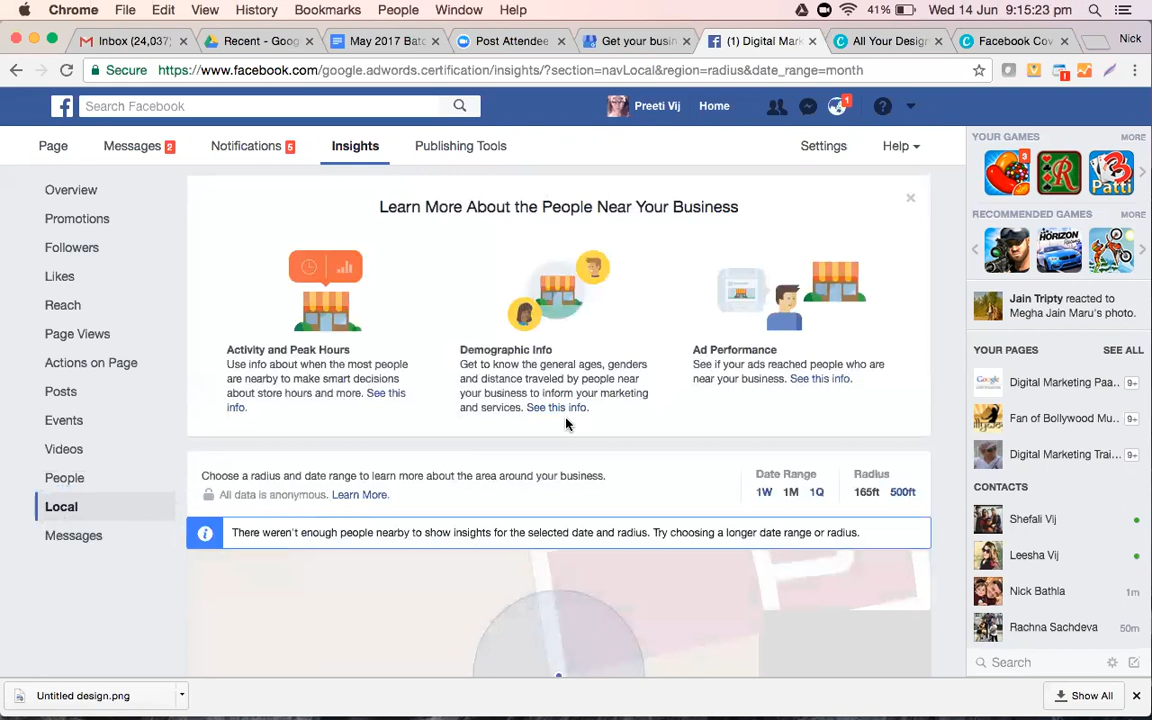 Chrome File Edit View History Bookmarks People Window Help 41% Wed 14 Jun 9:15:23 pm
Inbox (24,037) Recent - Goog May 2017 Batc Post Attendee Get your busin (1) Digital Mark All Your Design Facebook Cov Nick
Secure https://www.facebook.com/google.adwords.certification/insights/?section=navLocal&region=radius&date_range=month
Search Facebook Preeti Vij Home 1
Page Messages 2 Notifications 5 Insights Publishing Tools Settings Help
Overview
Promotions
Followers
Likes
Reach
Page Views
Actions on Page
Posts
Events
Videos
People
Local
Messages
Learn More About the People Near Your Business
Activity and Peak Hours
Use info about when the most people
are nearby to make smart decisions
about store hours and more. See this
info.
Demographic Info
Get to know the general ages, genders
and distance traveled by people near
your business to inform your marketing
and services. See this info.
Ad Performance
See if your ads reached people who are
near your business. See this info.
Choose a radius and date range to learn more about the area around your business.
All data is anonymous. Learn More.
Date Range
1W 1M 1Q
Radius
165ft 500ft
There weren't enough people nearby to show insights for the selected date and radius. Try choosing a longer date range or radius.
YOUR GAMES MORE
3
R
3 Patti
RECOMMENDED GAMES MORE
HORIZON
Jain Tripty reacted to
Megha Jain Maru's photo.
YOUR PAGES SEE ALL
Google
Digital Marketing Paa... 9+
Fan of Bollywood Mu... 9+
Digital Marketing Trai... 9+
CONTACTS
Shefali Vij
Leesha Vij
Nick Bathla 1m
Rachna Sachdeva 50m
Search
Untitled design.png Show All